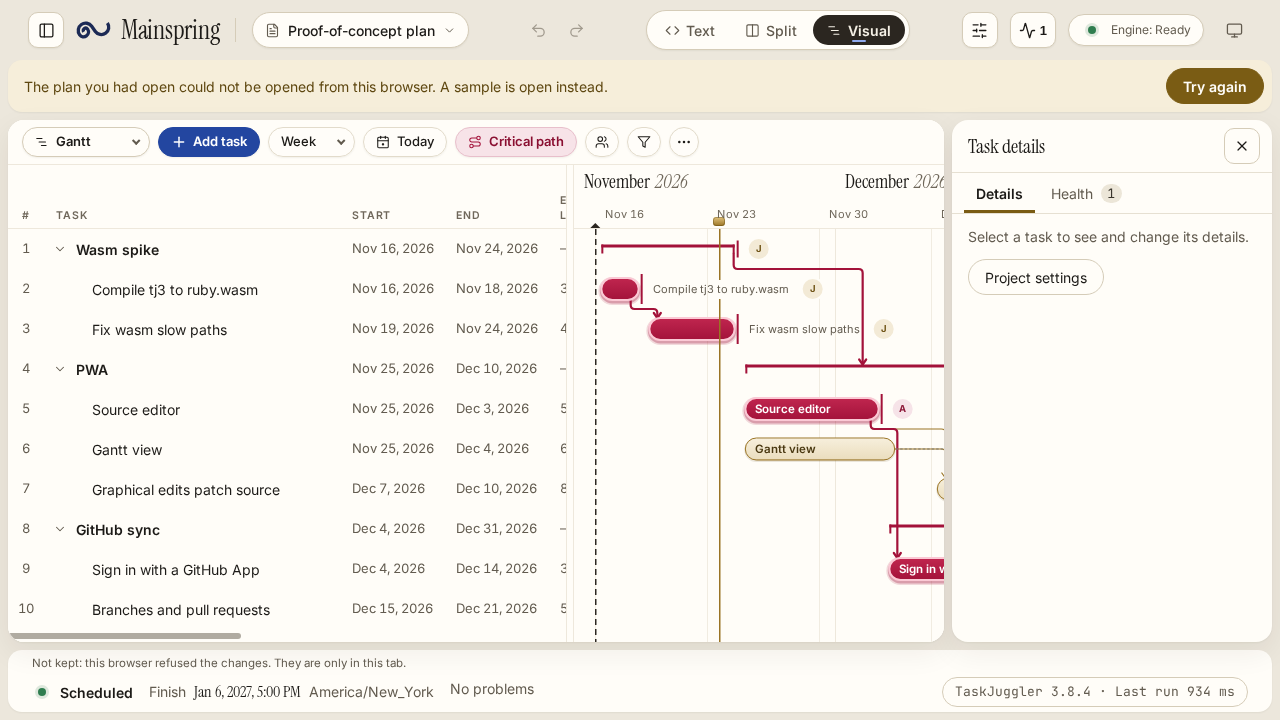 Mainspring
Proof-of-concept plan
Text
Split
Visual
1
Engine: Ready
The plan you had open could not be opened from this browser. A sample is open instead.
Try again
Gantt
Add task
Week
Today
Critical path
Task details
Details
Health 1
Select a task to see and change its details.
Project settings
November 2026
December 2026
# TASK START END
Nov 16 Nov 23 Nov 30
1 Wasm spike Nov 16, 2026 Nov 24, 2026 –
J
2 Compile tj3 to ruby.wasm Nov 16, 2026 Nov 18, 2026 3
Compile tj3 to ruby.wasm J
3 Fix wasm slow paths Nov 19, 2026 Nov 24, 2026 4
Fix wasm slow paths J
4 PWA Nov 25, 2026 Dec 10, 2026 –
5 Source editor Nov 25, 2026 Dec 3, 2026 5
Source editor A
6 Gantt view Nov 25, 2026 Dec 4, 2026 6
Gantt view
7 Graphical edits patch source Dec 7, 2026 Dec 10, 2026 8
8 GitHub sync Dec 4, 2026 Dec 31, 2026 –
9 Sign in with a GitHub App Dec 4, 2026 Dec 14, 2026 3
Sign in w
10 Branches and pull requests Dec 15, 2026 Dec 21, 2026 5
Not kept: this browser refused the changes. They are only in this tab.
Scheduled Finish Jan 6, 2027, 5:00 PM America/New_York No problems
TaskJuggler 3.8.4 · Last run 934 ms